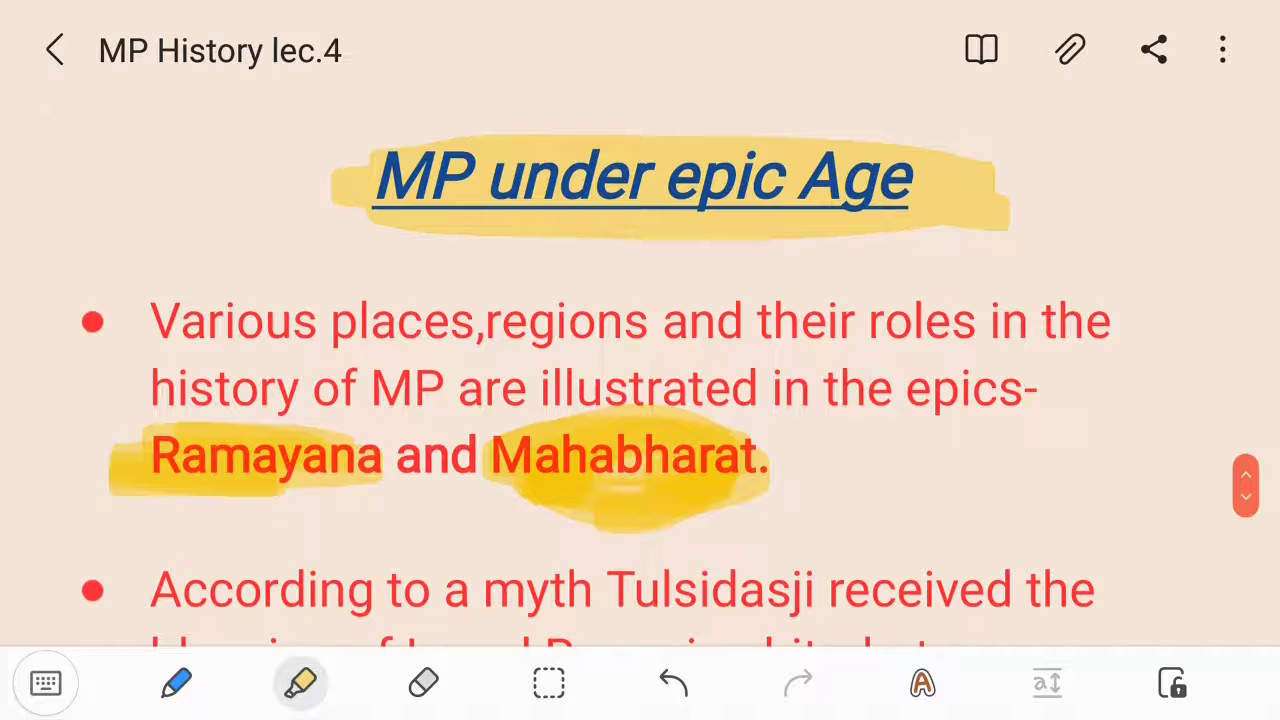 MP History lec.4
MP under epic Age
Various places,regions and their roles in the
history of MP are illustrated in the epics-
Ramayana and Mahabharat.
According to a myth Tulsidasji received the